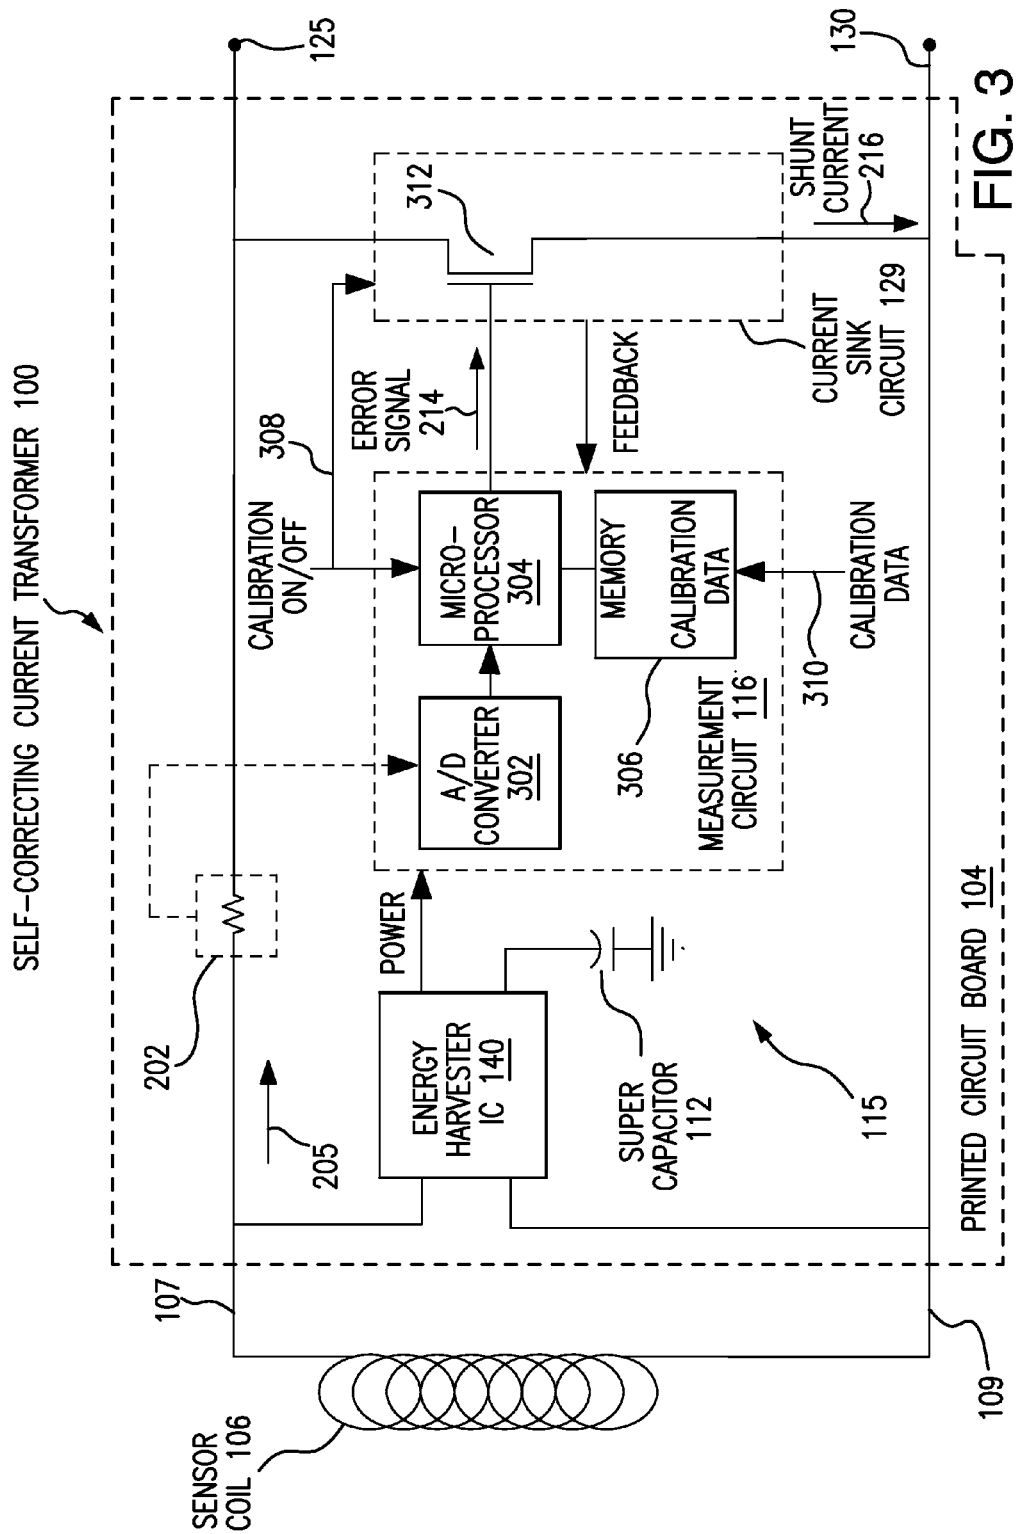 SELF-CORRECTING CURRENT TRANSFORMER 100
SENSOR
COIL 106
107
109
205
202
125
130
ENERGY
HARVESTER
IC 140
POWER
SUPER
CAPACITOR
112
115
A/D
CONVERTER
302
MICRO-
PROCESSOR
304
MEMORY
CALIBRATION
DATA
306
MEASUREMENT
CIRCUIT 116
CALIBRATION
ON/OFF
308
CALIBRATION
DATA
310
ERROR
SIGNAL
214
FEEDBACK
312
CURRENT
SINK
CIRCUIT 129
SHUNT
CURRENT
216
PRINTED CIRCUIT BOARD 104
FIG. 3